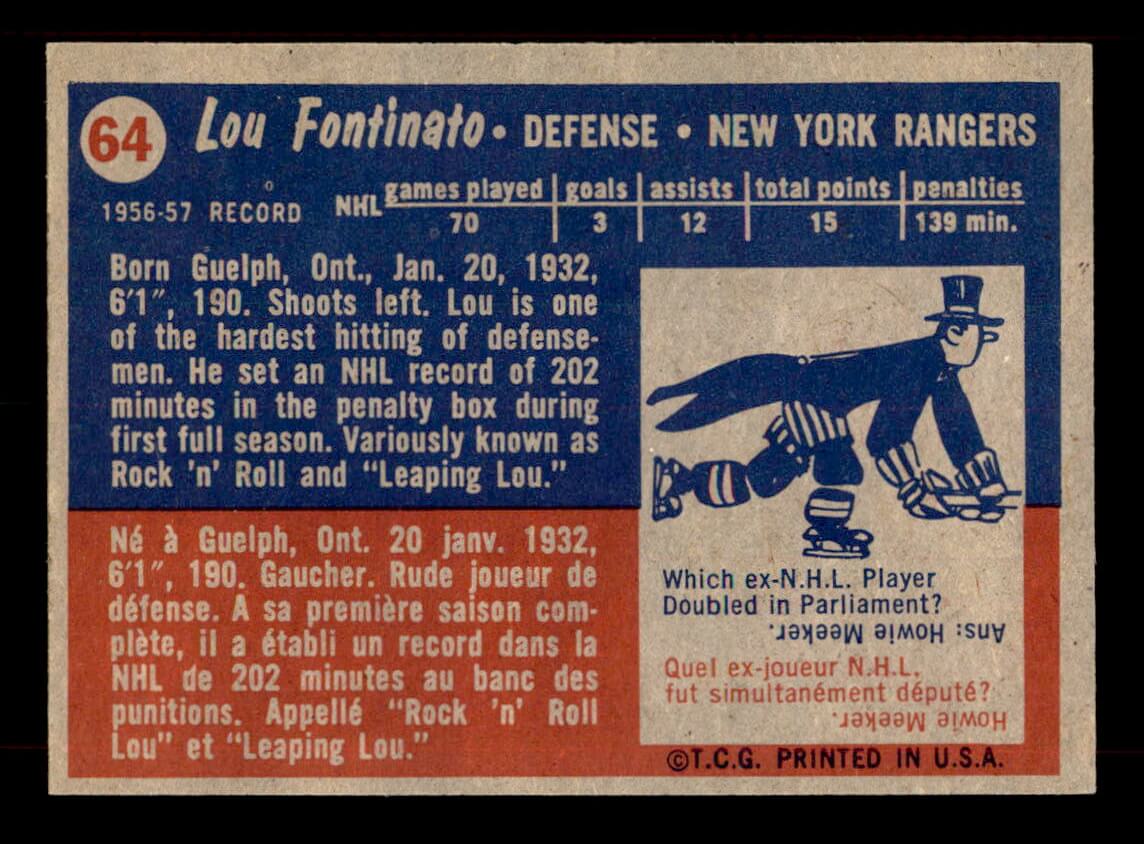 64 Lou Fontinato • DEFENSE • NEW YORK RANGERS
1956-57 RECORD NHL games played goals assists total points penalties
70 3 12 15 139 min.
Born Guelph, Ont., Jan. 20, 1932,
6'1", 190. Shoots left. Lou is one
of the hardest hitting of defense-
men. He set an NHL record of 202
minutes in the penalty box during
first full season. Variously known as
Rock 'n' Roll and "Leaping Lou."
Né à Guelph, Ont. 20 janv. 1932,
6'1", 190. Gaucher. Rude joueur de
défense. A sa première saison com-
plète, il a établi un record dans la
NHL de 202 minutes au banc des
punitions. Appellé "Rock 'n' Roll
Lou" et "Leaping Lou."
Which ex-N.H.L. Player
Doubled in Parliament?
Ans: Howie Meeker.
Quel ex-joueur N.H.L.
fut simultanément député?
Howie Meeker.
©T.C.G. PRINTED IN U.S.A.